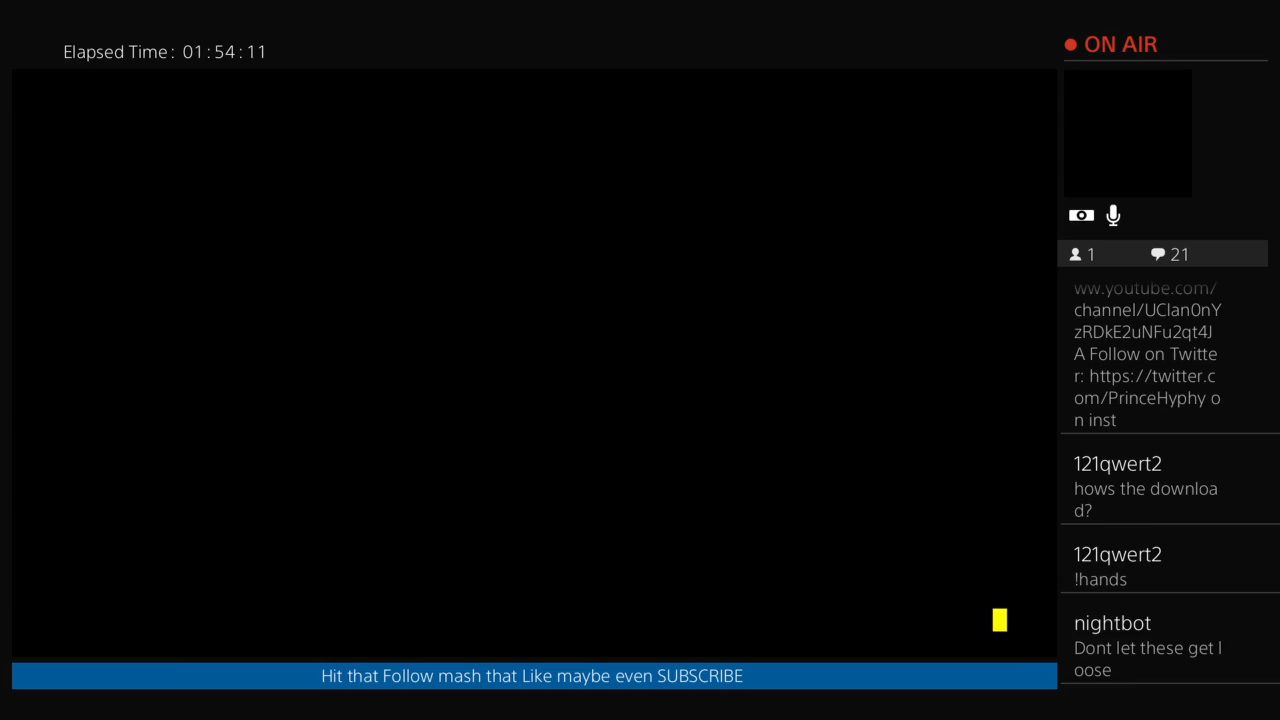 Elapsed Time: 01:54:11
ON AIR
1
21
ww.youtube.com/
channel/UClan0nY
zRDkE2uNFu2qt4J
A Follow on Twitte
r: https://twitter.c
om/PrinceHyphy o
n inst
121qwert2
hows the downloa
d?
121qwert2
!hands
nightbot
Dont let these get l
oose
Hit that Follow mash that Like maybe even SUBSCRIBE